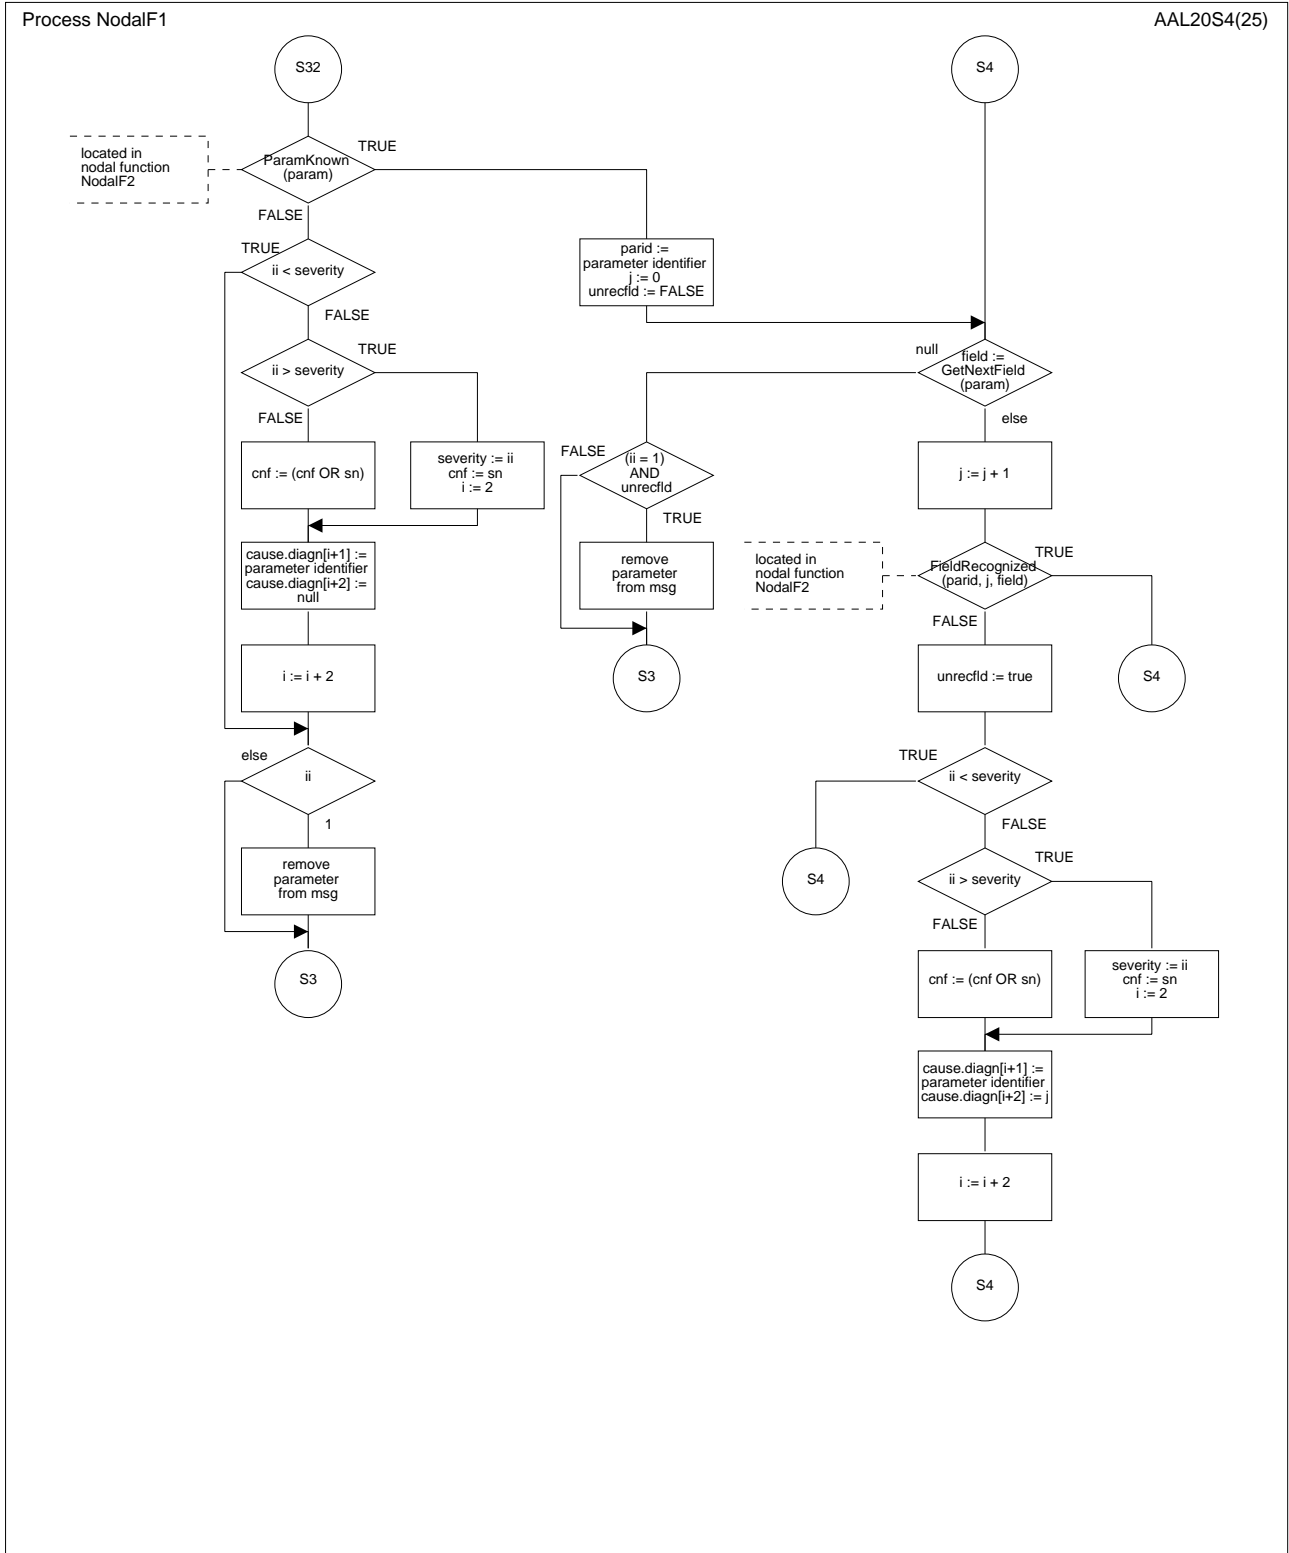 Process NodalF1
AAL20S4(25)
S32
S4
located in
nodal function
NodalF2
ParamKnown
(param)
TRUE
FALSE
TRUE
ii < severity
FALSE
parid :=
parameter identifier
j := 0
unrecfld := FALSE
ii > severity
TRUE
FALSE
null
field :=
GetNextField
(param)
else
cnf := (cnf OR sn)
severity := ii
cnf := sn
i := 2
FALSE
(ii = 1)
AND
unrecfld
TRUE
j := j + 1
cause.diagn[i+1] :=
parameter identifier
cause.diagn[i+2] :=
null
remove
parameter
from msg
located in
nodal function
NodalF2
FieldRecognized
(parid, j, field)
TRUE
FALSE
i := i + 2
S3
unrecfld := true
S4
else
ii
1
TRUE
ii < severity
FALSE
remove
parameter
from msg
S4
ii > severity
TRUE
FALSE
S3
cnf := (cnf OR sn)
severity := ii
cnf := sn
i := 2
cause.diagn[i+1] :=
parameter identifier
cause.diagn[i+2] := j
i := i + 2
S4